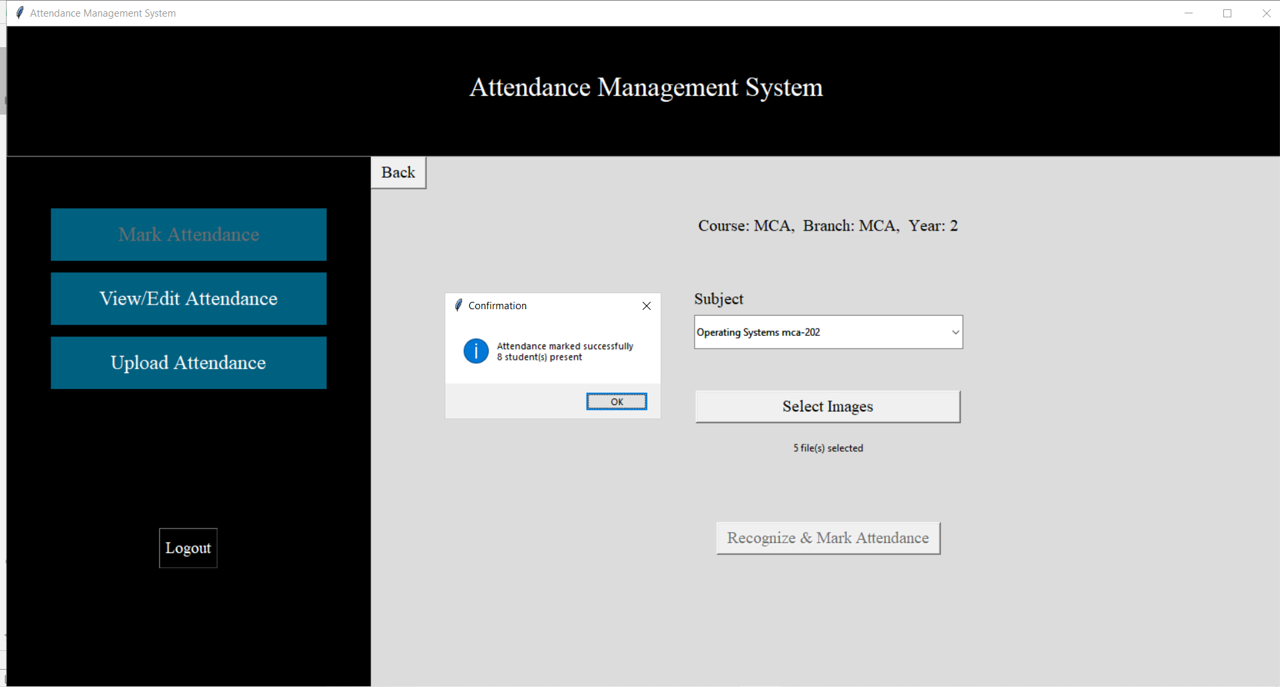 Attendance Management System
Attendance Management System
Back
Mark Attendance
View/Edit Attendance
Upload Attendance
Logout
Course: MCA,  Branch: MCA,  Year: 2
Subject
Operating Systems mca-202
Select Images
5 file(s) selected
Recognize & Mark Attendance
Confirmation
Attendance marked successfully
8 student(s) present
OK